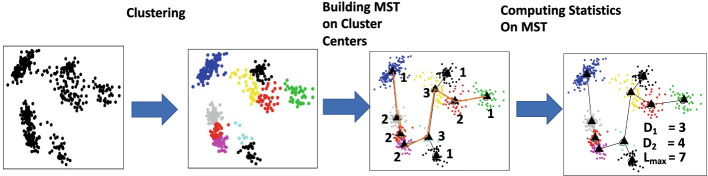 Clustering
Building MST
on Cluster
Centers
Computing Statistics
On MST
1
1
3
2
1
2
2
3
2
1
D1 = 3
D2 = 4
Lmax = 7